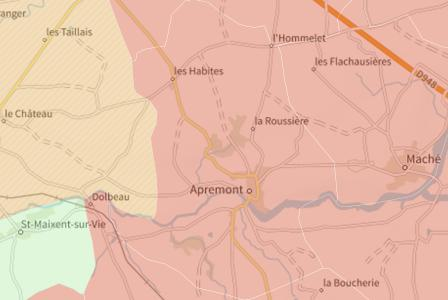 anger
les Taillais
l'Hommelet
les Flachausières
les Habites
D948
le Château
la Roussière
Maché
Apremont
Dolbeau
St-Maixent-sur-Vie
la Boucherie